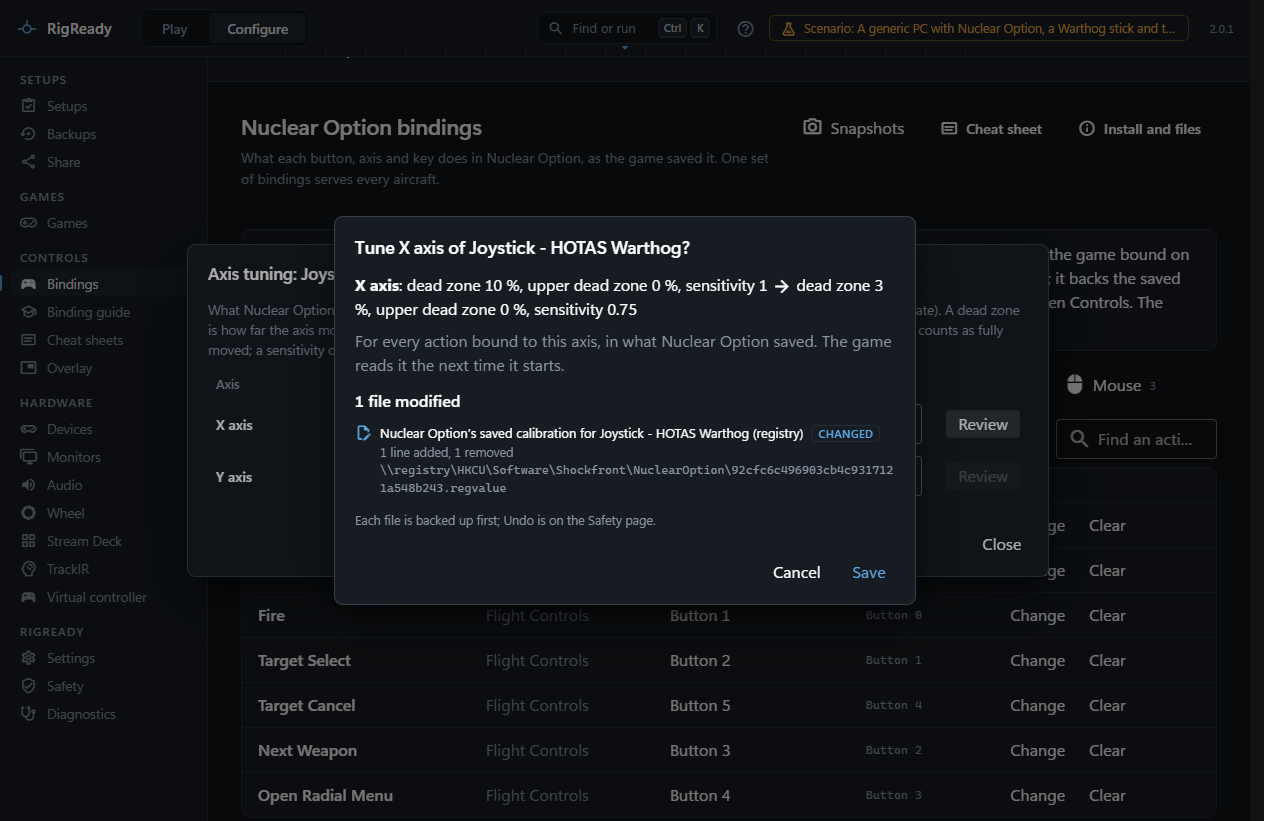 RigReady
Play
Configure
Find or run
Ctrl
K
Scenario: A generic PC with Nuclear Option, a Warthog stick and t...
2.0.1
SETUPS
Setups
Backups
Share
GAMES
Games
CONTROLS
Bindings
Binding guide
Cheat sheets
Overlay
HARDWARE
Devices
Monitors
Audio
Wheel
Stream Deck
TrackIR
Virtual controller
RIGREADY
Settings
Safety
Diagnostics
Nuclear Option bindings
Snapshots
Cheat sheet
Install and files
What each button, axis and key does in Nuclear Option, as the game saved it. One set
of bindings serves every aircraft.
the game bound on
; it backs the saved
en Controls. The
Mouse 3
Find an acti...
Axis tuning: Joys
What Nuclear Option
is how far the axis mo
moved; a sensitivity c
ate). A dead zone
counts as fully
Axis
X axis
Review
Y axis
Review
Close
Tune X axis of Joystick - HOTAS Warthog?
X axis: dead zone 10 %, upper dead zone 0 %, sensitivity 1 → dead zone 3
%, upper dead zone 0 %, sensitivity 0.75
For every action bound to this axis, in what Nuclear Option saved. The game
reads it the next time it starts.
1 file modified
Nuclear Option's saved calibration for Joystick - HOTAS Warthog (registry) CHANGED
1 line added, 1 removed
\\registry\HKCU\Software\Shockfront\NuclearOption\92cfc6c496903cb4c931712
1a548b243.regvalue
Each file is backed up first; Undo is on the Safety page.
Cancel
Save
ge Clear
ge Clear
Fire Flight Controls Button 1 Button 0 Change Clear
Target Select Flight Controls Button 2 Button 1 Change Clear
Target Cancel Flight Controls Button 5 Button 4 Change Clear
Next Weapon Flight Controls Button 3 Button 2 Change Clear
Open Radial Menu Flight Controls Button 4 Button 3 Change Clear